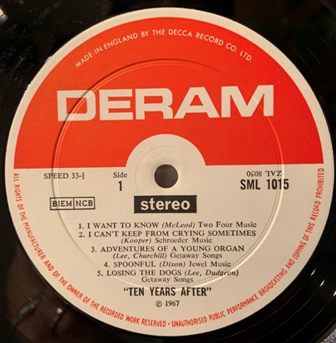 MADE IN ENGLAND BY THE DECCA RECORD CO. LTD.
DERAM
SPEED 33-⅓
Side
1
ZAL 8050
SML 1015
BIEM NCB
stereo
1. I WANT TO KNOW (McLeod) Two Four Music
2. I CAN'T KEEP FROM CRYING SOMETIMES
(Kooper) Schroeder Music
3. ADVENTURES OF A YOUNG ORGAN
(Lee, Churchill) Getaway Songs
4. SPOONFUL (Dixon) Jewel Music
5. LOSING THE DOGS (Lee, Dudgeon)
Getaway Songs
"TEN YEARS AFTER"
℗ 1967
ALL RIGHTS OF THE MANUFACTURER AND OF THE OWNER OF THE RECORDED WORK RESERVED • UNAUTHORISED PUBLIC PERFORMANCE BROADCASTING AND COPYING OF THIS RECORD PROHIBITED